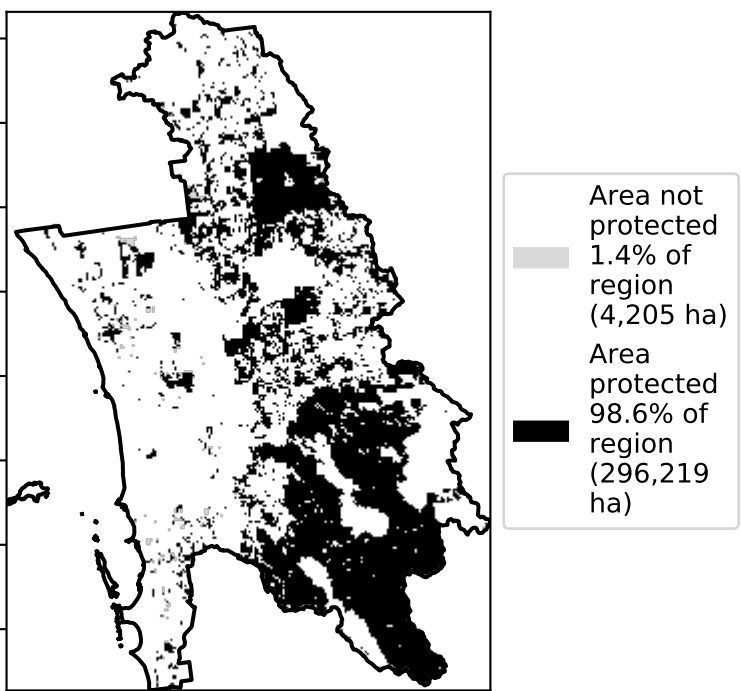 Area not
protected
1.4% of
region
(4,205 ha)
Area
protected
98.6% of
region
(296,219
ha)